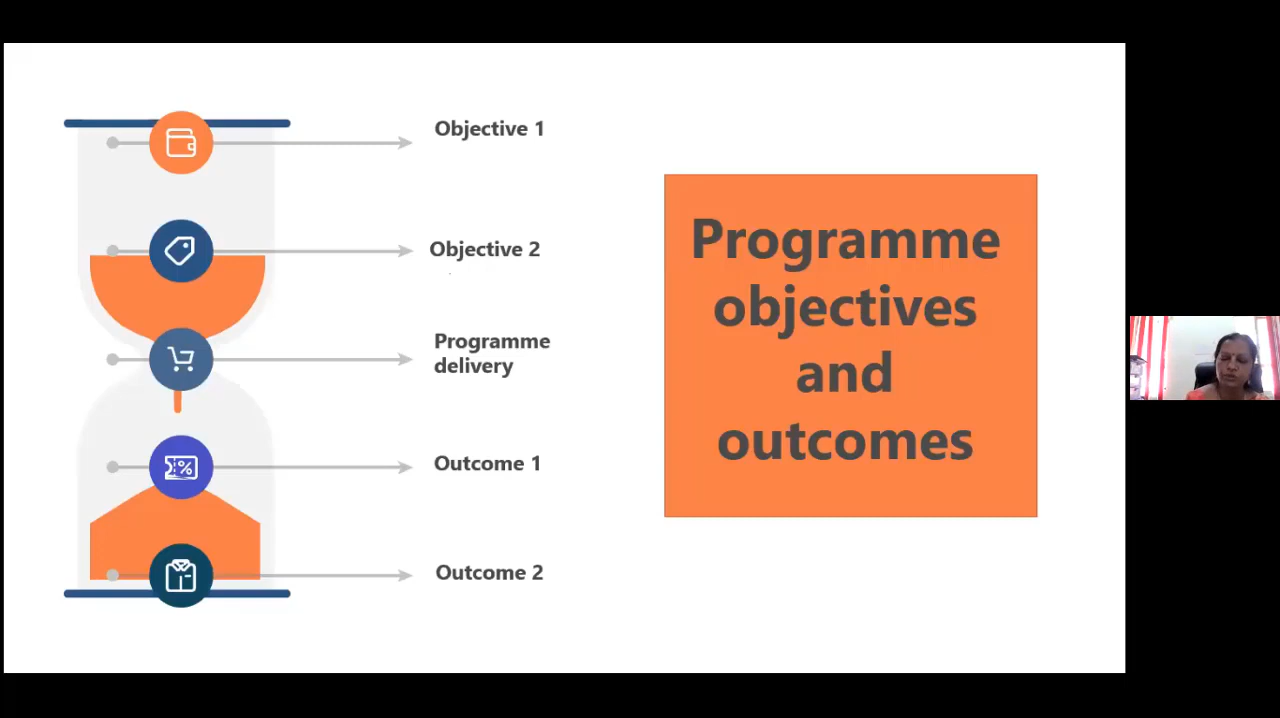 Objective 1
Objective 2
Programme
delivery
Outcome 1
Outcome 2
Programme
objectives
and
outcomes